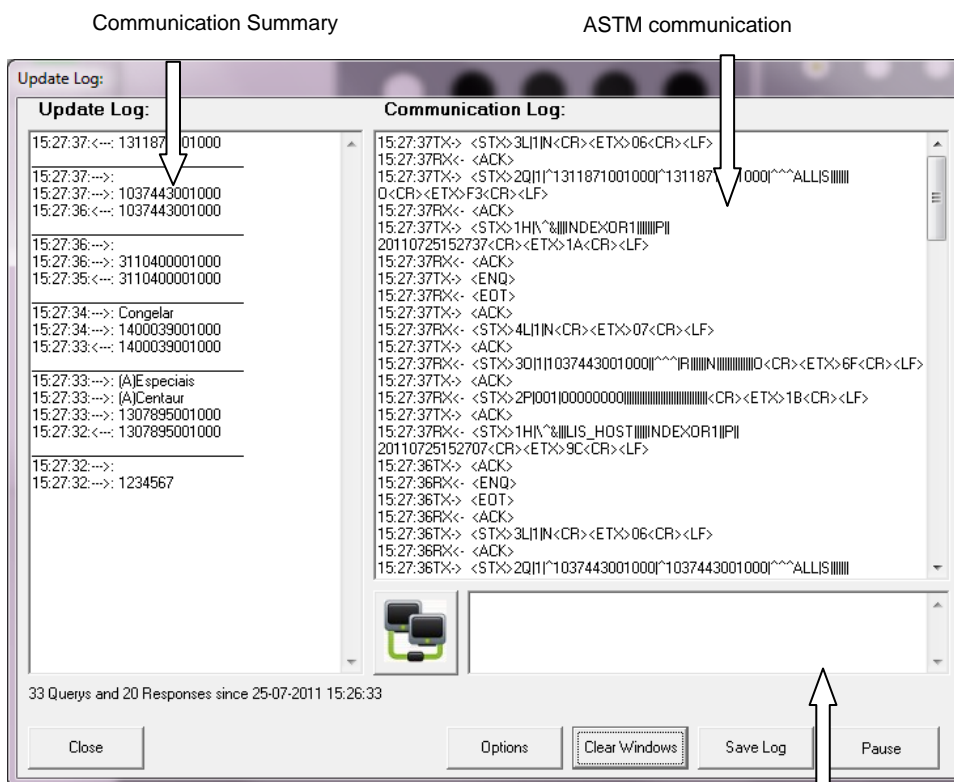 Communication Summary
ASTM communication
Update Log:
Update Log:
15:27:37:<---: 1311871001000
15:27:37:--->:
15:27:37:--->: 1037443001000
15:27:36:<---: 1037443001000
15:27:36:--->:
15:27:36:--->: 3110400001000
15:27:35:<---: 3110400001000
15:27:34:--->: Congelar
15:27:34:--->: 1400039001000
15:27:33:<---: 1400039001000
15:27:33:--->: (A)Especiais
15:27:33:--->: (A)Centaur
15:27:33:--->: 1307895001000
15:27:32:<---: 1307895001000
15:27:32:--->:
15:27:32:--->: 1234567
Communication Log:
15:27:37TX-> <STX>3L|1|N<CR><ETX>06<CR><LF>
15:27:37RX<- <ACK>
15:27:37TX-> <STX>2Q|1|^1311871001000|^1311871001000|^^^ALL|S|||||||
O<CR><ETX>F3<CR><LF>
15:27:37RX<- <ACK>
15:27:37TX-> <STX>1H|\^&|||INDEXOR1|||||||P||
20110725152737<CR><ETX>1A<CR><LF>
15:27:37RX<- <ACK>
15:27:37TX-> <ENQ>
15:27:37RX<- <EOT>
15:27:37TX-> <ACK>
15:27:37RX<- <STX>4L|1|N<CR><ETX>07<CR><LF>
15:27:37TX-> <ACK>
15:27:37RX<- <STX>3O|1|1037443001000||^^^|R||||||N||||||||||||||O<CR><ETX>6F<CR><LF>
15:27:37TX-> <ACK>
15:27:37RX<- <STX>2P|001|00000000||||||||||||||||||||||||||||||||<CR><ETX>1B<CR><LF>
15:27:37TX-> <ACK>
15:27:37RX<- <STX>1H|\^&|||LIS_HOST|||||INDEXOR1||P||
20110725152707<CR><ETX>9C<CR><LF>
15:27:36TX-> <ACK>
15:27:36RX<- <ENQ>
15:27:36TX-> <EOT>
15:27:36RX<- <ACK>
15:27:36TX-> <STX>3L|1|N<CR><ETX>06<CR><LF>
15:27:36RX<- <ACK>
15:27:36TX-> <STX>2Q|1|^1037443001000|^1037443001000|^^^ALL|S|||||||
33 Querys and 20 Responses since 25-07-2011 15:26:33
Close
Options
Clear Windows
Save Log
Pause